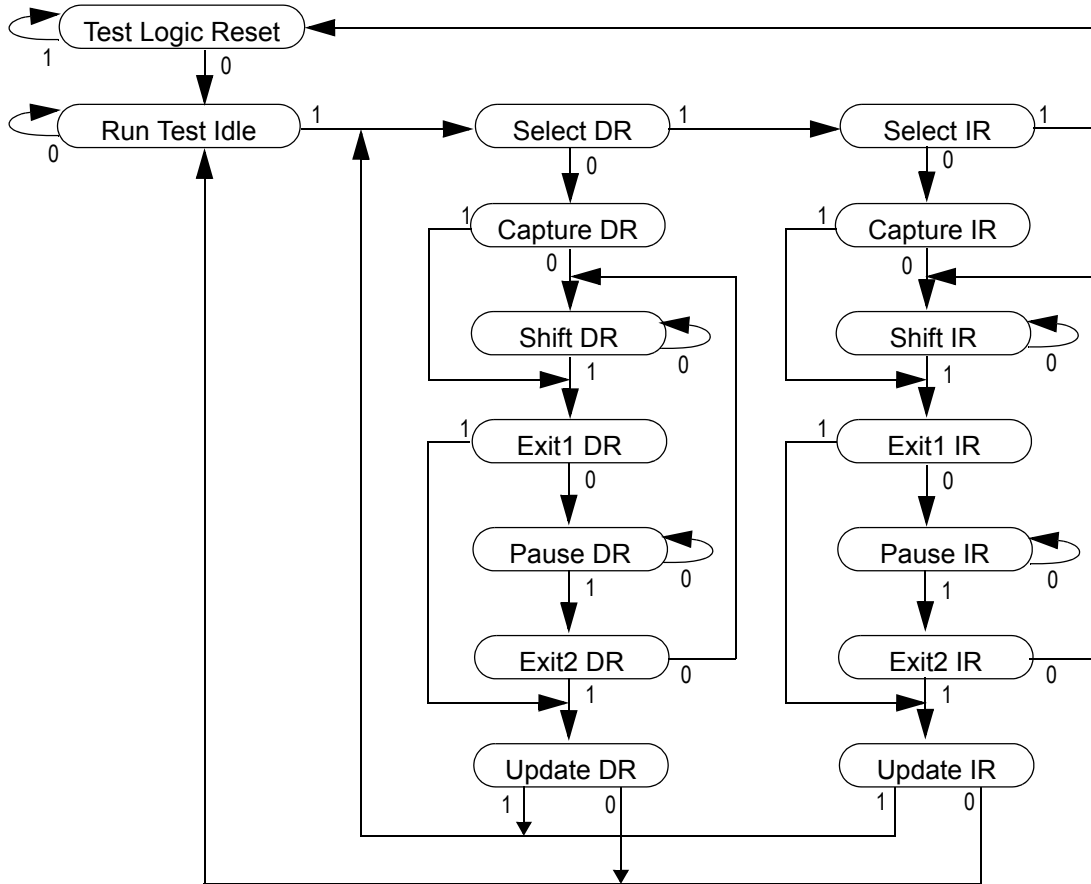 Test Logic Reset
1
0
Run Test Idle
1
Select DR
1
Select IR
1
0
0
0
1
Capture DR
1
Capture IR
0
0
Shift DR
0
Shift IR
0
1
1
1
Exit1 DR
1
Exit1 IR
0
0
Pause DR
0
Pause IR
0
1
1
Exit2 DR
0
Exit2 IR
0
1
1
Update DR
Update IR
1
0
1
0